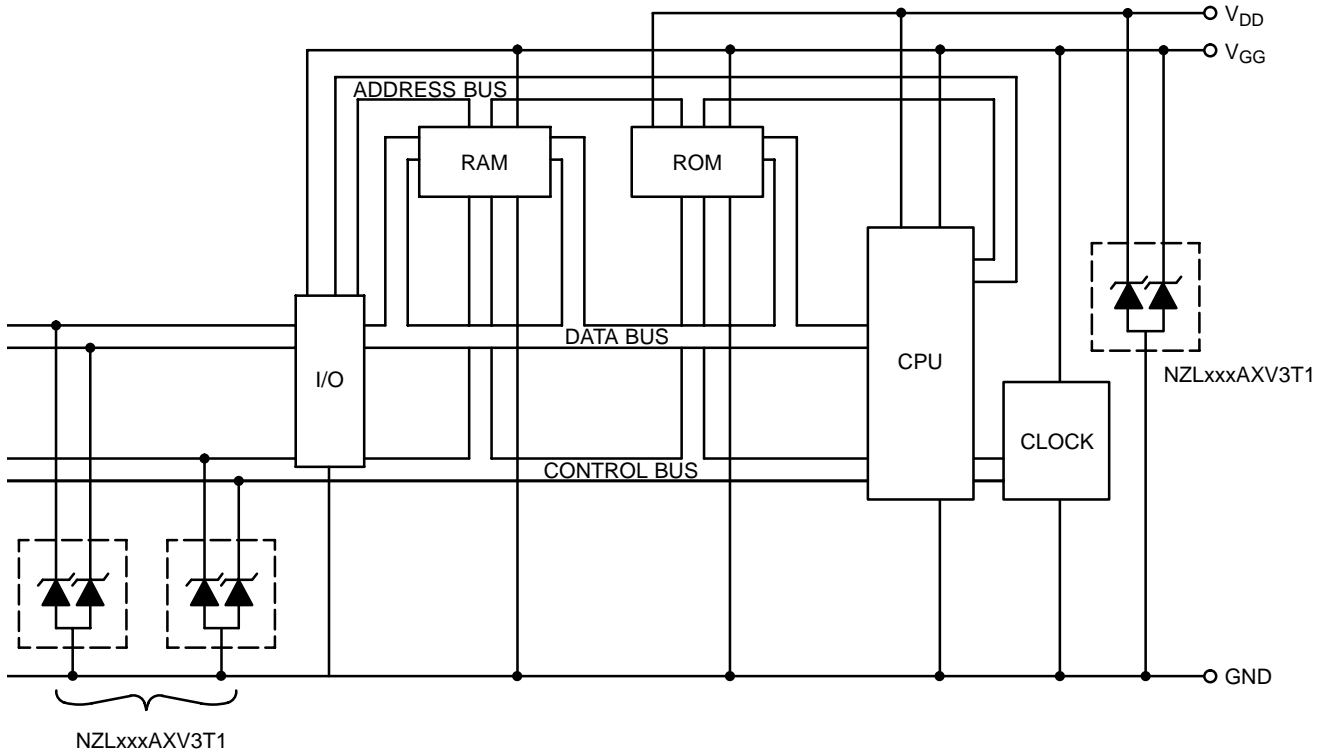 VDD
VGG
ADDRESS BUS
RAM
ROM
DATA BUS
CPU
I/O
NZLxxxAXV3T1
CLOCK
CONTROL BUS
GND
NZLxxxAXV3T1